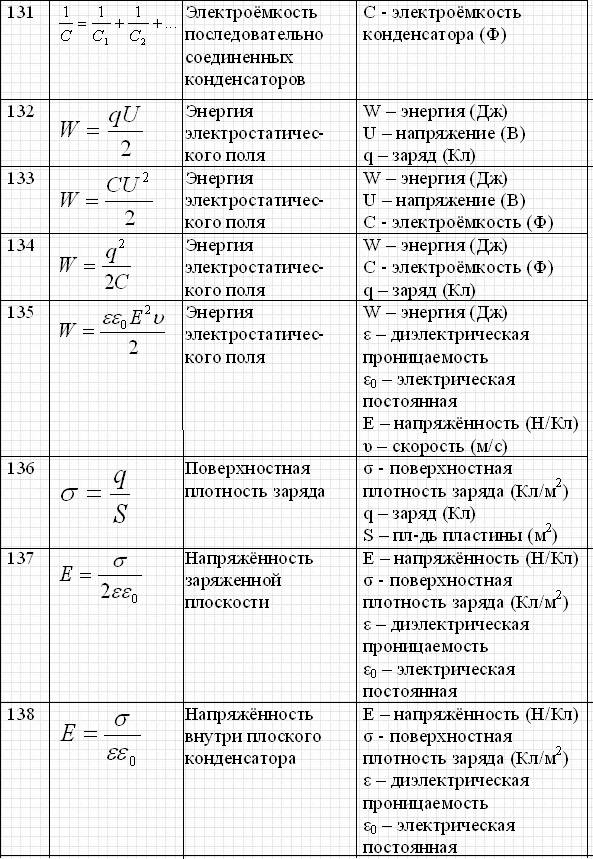 131
1/C = 1/C₁ + 1/C₂ + ...
Электроёмкость
последовательно
соединенных
конденсаторов
C - электроёмкость
конденсатора (Ф)
132
W = qU/2
Энергия
электростатичес-
кого поля
W – энергия (Дж)
U – напряжение (В)
q – заряд (Кл)
133
W = CU²/2
Энергия
электростатичес-
кого поля
W – энергия (Дж)
U – напряжение (В)
C - электроёмкость (Ф)
134
W = q²/2C
Энергия
электростатичес-
кого поля
W – энергия (Дж)
C - электроёмкость (Ф)
q – заряд (Кл)
135
W = εε₀E²υ/2
Энергия
электростатичес-
кого поля
W – энергия (Дж)
ε – диэлектрическая
проницаемость
ε₀ – электрическая
постоянная
E – напряжённость (Н/Кл)
υ – скорость (м/с)
136
σ = q/S
Поверхностная
плотность заряда
σ - поверхностная
плотность заряда (Кл/м²)
q – заряд (Кл)
S – пл-дь пластины (м²)
137
E = σ/2εε₀
Напряжённость
заряженной
плоскости
E – напряжённость (Н/Кл)
σ - поверхностная
плотность заряда (Кл/м²)
ε – диэлектрическая
проницаемость
ε₀ – электрическая
постоянная
138
E = σ/εε₀
Напряжённость
внутри плоского
конденсатора
E – напряжённость (Н/Кл)
σ - поверхностная
плотность заряда (Кл/м²)
ε – диэлектрическая
проницаемость
ε₀ – электрическая
постоянная